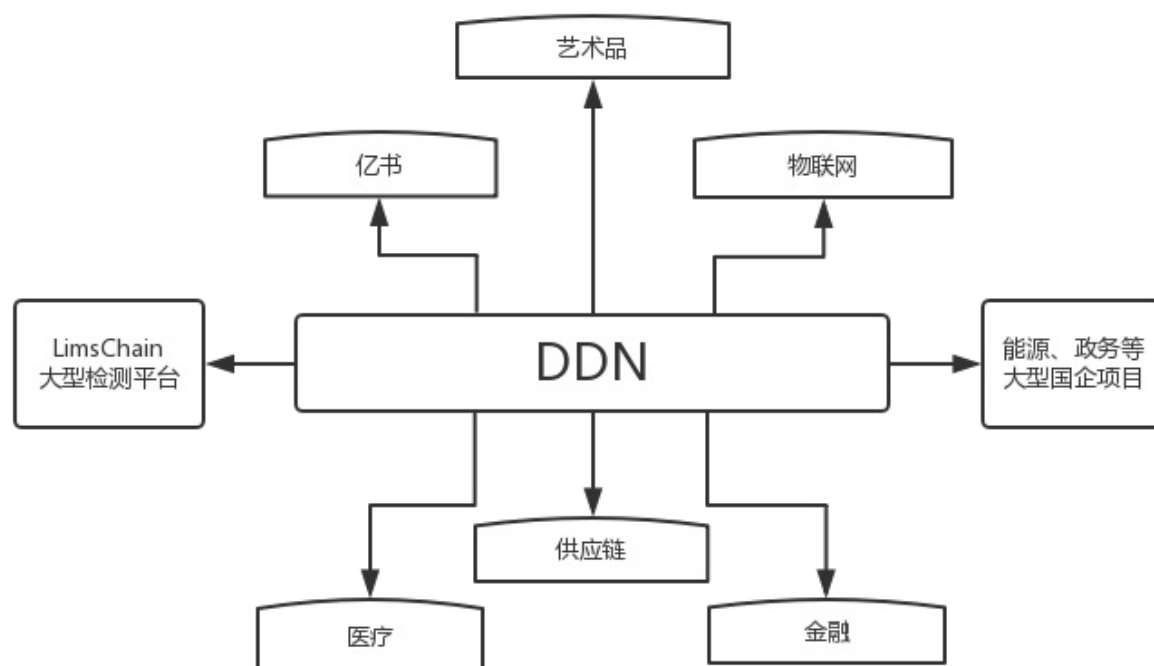 艺术品
亿书
物联网
LimsChain
大型检测平台
DDN
能源、政务等
大型国企项目
供应链
医疗
金融